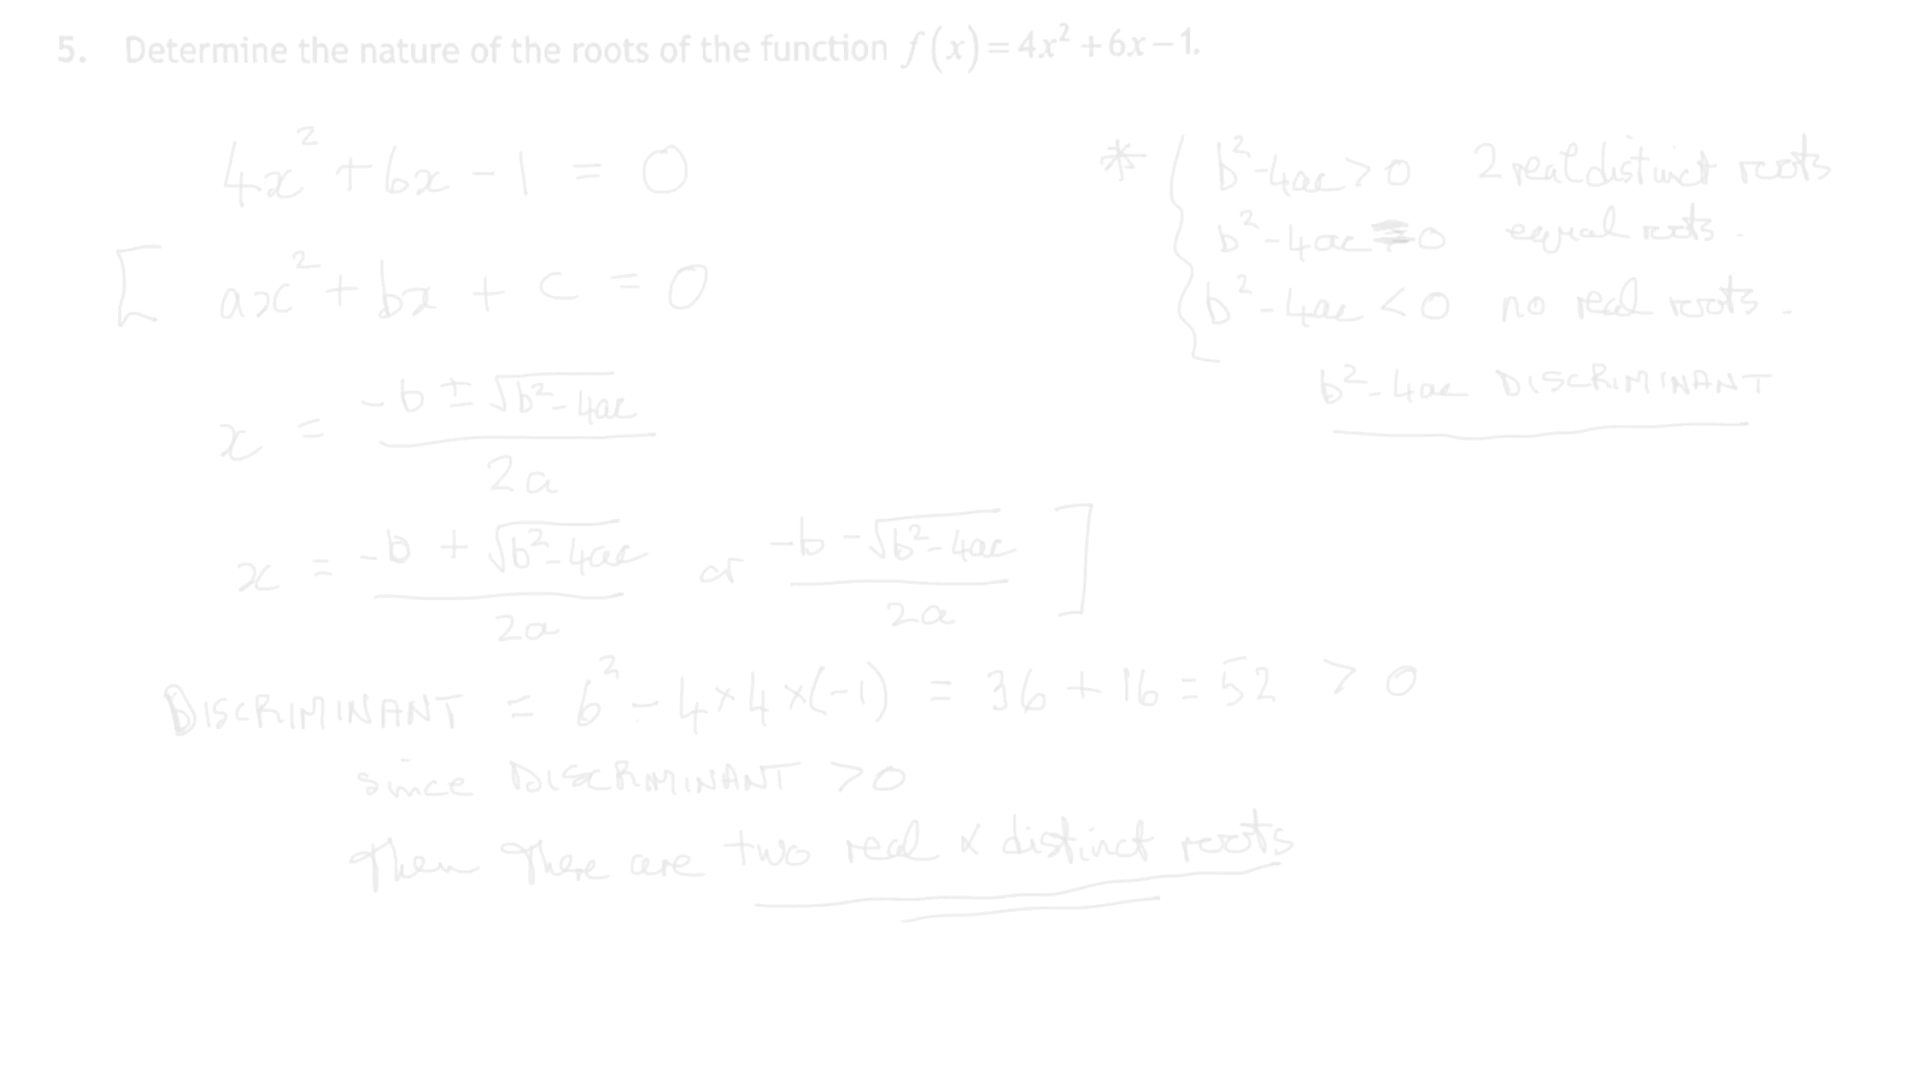 5. Determine the nature of the roots of the function f(x) = 4x² + 6x − 1.
4x² + 6x − 1 = 0
[ ax² + bx + c = 0
x = −b ± √b²−4ac / 2a
x = −b + √b²−4ac / 2a or −b − √b²−4ac / 2a ]
* { b²−4ac > 0 2 real distinct roots
b²−4ac = 0 equal roots.
b²−4ac < 0 no real roots.
b²−4ac DISCRIMINANT
DISCRIMINANT = 6² − 4×4×(−1) = 36 + 16 = 52 > 0
since DISCRIMINANT > 0
Then there are two real & distinct roots